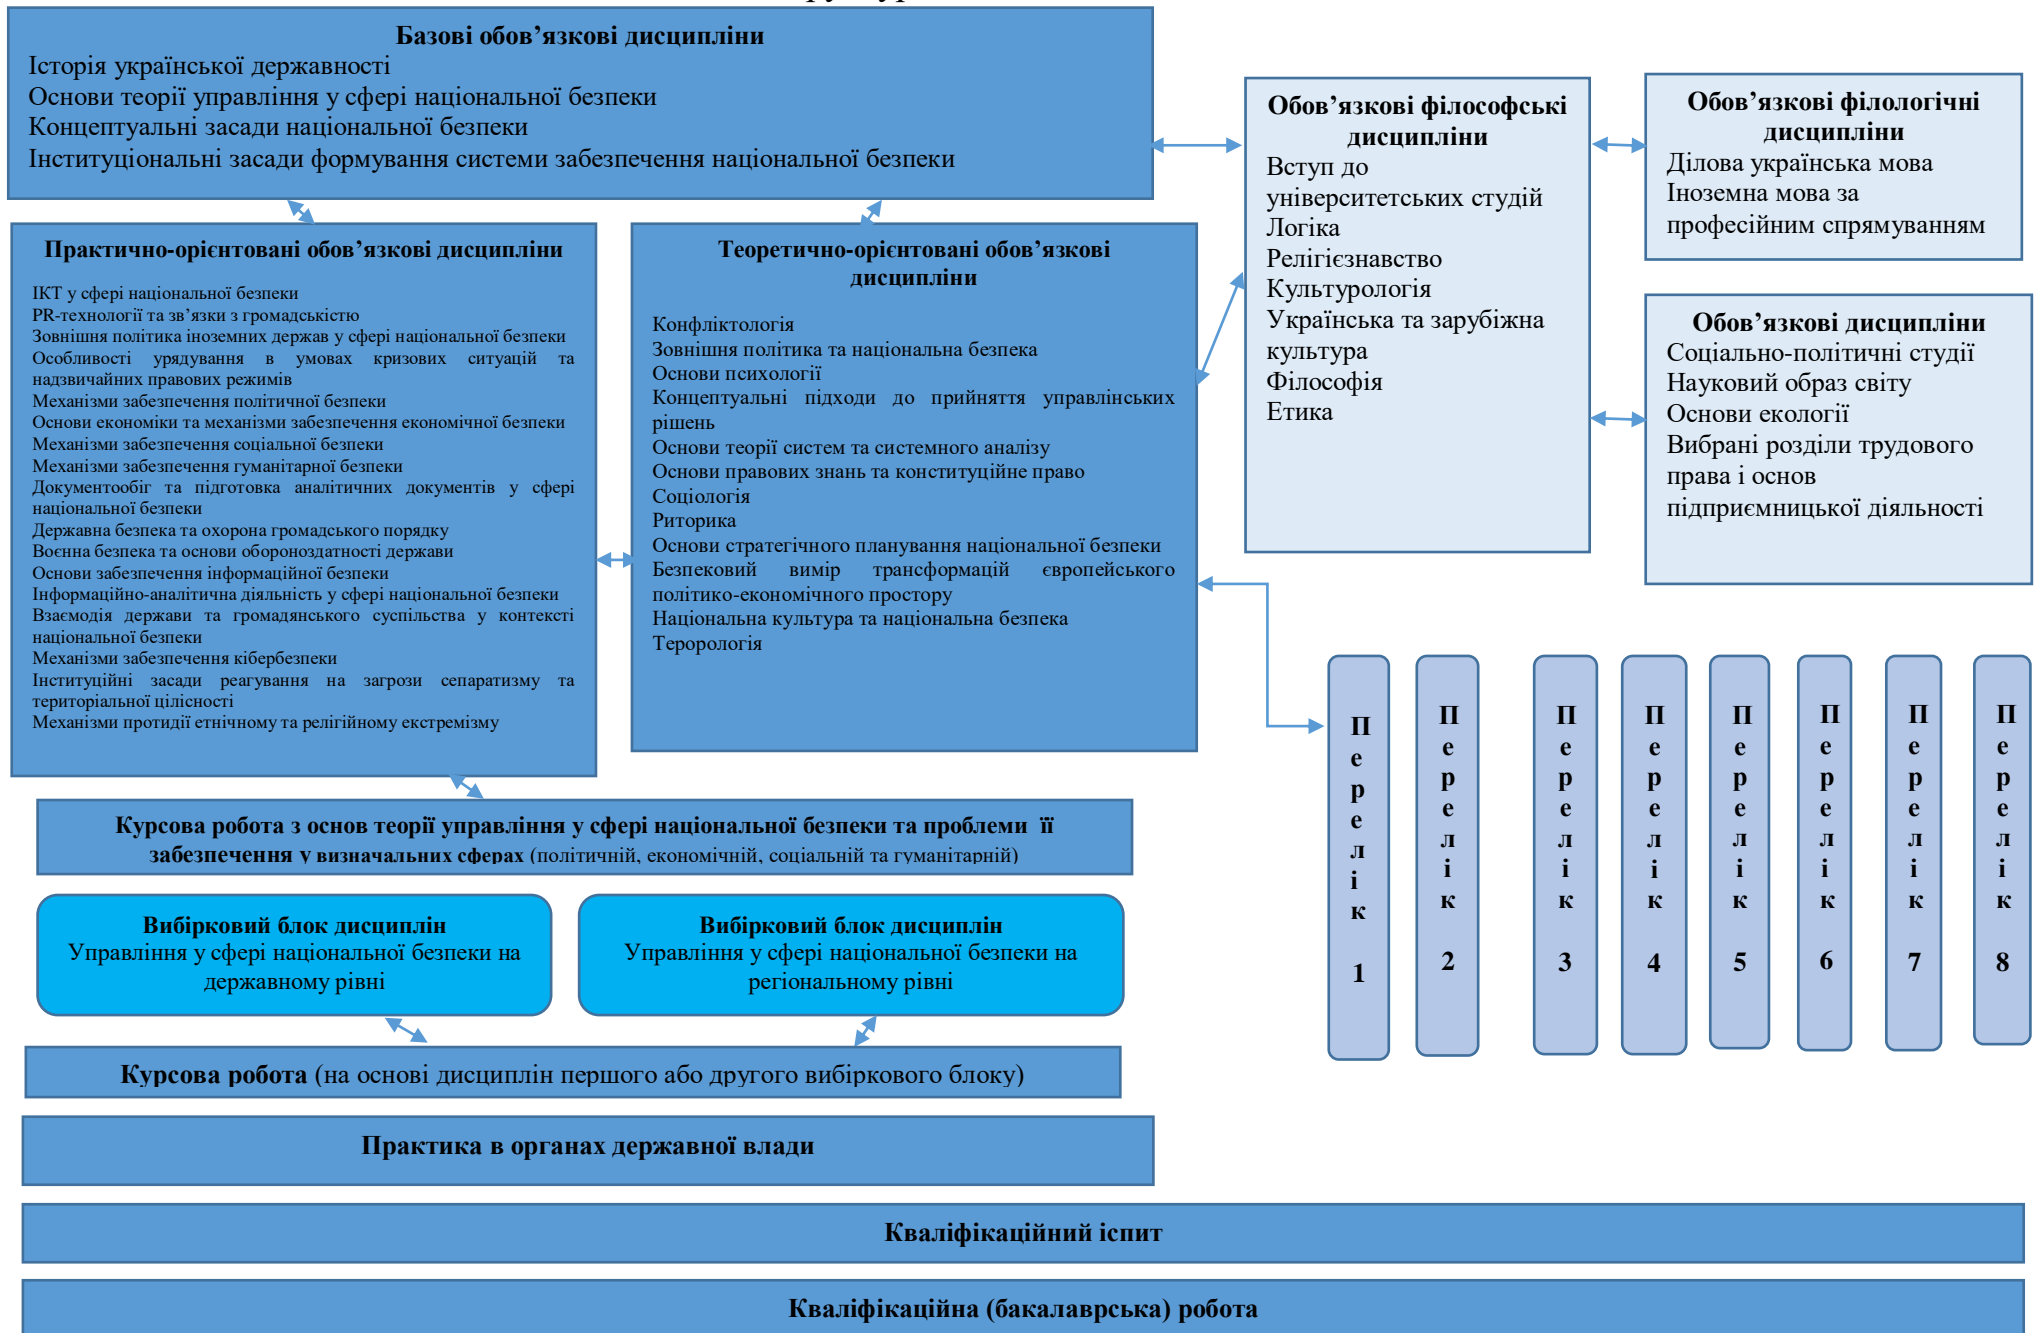 Базові обов’язкові дисципліни
Історія української державності
Основи теорії управління у сфері національної безпеки
Концептуальні засади національної безпеки
Інституціональні засади формування системи забезпечення національної безпеки
Обов’язкові філософські
дисципліни
Вступ до
університетських студій
Логіка
Релігієзнавство
Культурологія
Українська та зарубіжна
культура
Філософія
Етика
Обов’язкові філологічні
дисципліни
Ділова українська мова
Іноземна мова за
професійним спрямуванням
Обов’язкові дисципліни
Соціально-політичні студії
Науковий образ світу
Основи екології
Вибрані розділи трудового
права і основ
підприємницької діяльності
Практично-орієнтовані обов’язкові дисципліни
ІКТ у сфері національної безпеки
PR-технології та зв’язки з громадськістю
Зовнішня політика іноземних держав у сфері національної безпеки
Особливості урядування в умовах кризових ситуацій та
надзвичайних правових режимів
Механізми забезпечення політичної безпеки
Основи економіки та механізми забезпечення економічної безпеки
Механізми забезпечення соціальної безпеки
Механізми забезпечення гуманітарної безпеки
Документообіг та підготовка аналітичних документів у сфері
національної безпеки
Державна безпека та охорона громадського порядку
Воєнна безпека та основи обороноздатності держави
Основи забезпечення інформаційної безпеки
Інформаційно-аналітична діяльність у сфері національної безпеки
Взаємодія держави та громадянського суспільства у контексті
національної безпеки
Механізми забезпечення кібербезпеки
Інституційні засади реагування на загрози сепаратизму та
територіальної цілісності
Механізми протидії етнічному та релігійному екстремізму
Теоретично-орієнтовані обов’язкові
дисципліни
Конфліктологія
Зовнішня політика та національна безпека
Основи психології
Концептуальні підходи до прийняття управлінських
рішень
Основи теорії систем та системного аналізу
Основи правових знань та конституційне право
Соціологія
Риторика
Основи стратегічного планування національної безпеки
Безпековий вимір трансформацій європейського
політико-економічного простору
Національна культура та національна безпека
Терорологія
Перелік 1
Перелік 2
Перелік 3
Перелік 4
Перелік 5
Перелік 6
Перелік 7
Перелік 8
Курсова робота з основ теорії управління у сфері національної безпеки та проблеми її
забезпечення у визначальних сферах (політичній, економічній, соціальній та гуманітарній)
Вибірковий блок дисциплін
Управління у сфері національної безпеки на
державному рівні
Вибірковий блок дисциплін
Управління у сфері національної безпеки на
регіональному рівні
Курсова робота (на основі дисциплін першого або другого вибіркового блоку)
Практика в органах державної влади
Кваліфікаційний іспит
Кваліфікаційна (бакалаврська) робота